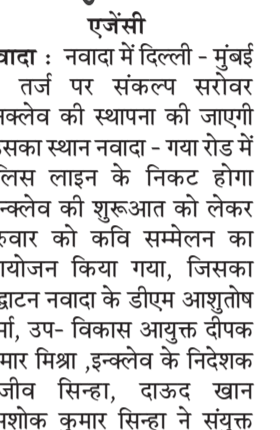 एजेंसी
वादा : नवादा में दिल्ली - मुंबई
तर्ज पर संकल्प सरोवर
क्लेव की स्थापना की जाएगी
सका स्थान नवादा - गया रोड में
लिस लाइन के निकट होगा
न्क्लेव की शुरूआत को लेकर
रुवार को कवि सम्मेलन का
योजन किया गया, जिसका
द्घाटन नवादा के डीएम आशुतोष
र्मा, उप- विकास आयुक्त दीपक
मार मिश्रा ,इन्क्लेव के निदेशक
जीव सिन्हा, दाऊद खान
शोक कुमार सिन्हा ने संयुक्त